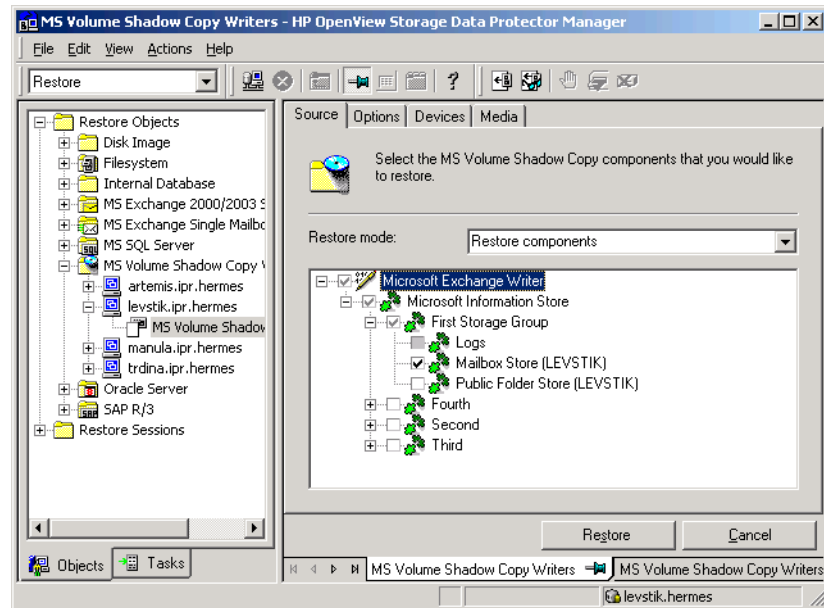 MS Volume Shadow Copy Writers - HP OpenView Storage Data Protector Manager
File Edit View Actions Help
Restore
Restore Objects
Disk Image
Filesystem
Internal Database
MS Exchange 2000/2003 S
MS Exchange Single Mailbo
MS SQL Server
MS Volume Shadow Copy
artemis.ipr.hermes
levstik.ipr.hermes
MS Volume Shadow
manula.ipr.hermes
trdina.ipr.hermes
Oracle Server
SAP R/3
Restore Sessions
Objects Tasks
Source Options Devices Media
Select the MS Volume Shadow Copy components that you would like
to restore.
Restore mode: Restore components
Microsoft Exchange Writer
Microsoft Information Store
First Storage Group
Logs
Mailbox Store (LEVSTIK)
Public Folder Store (LEVSTIK)
Fourth
Second
Third
Restore Cancel
MS Volume Shadow Copy Writers MS Volume Shadow Copy Writers
levstik.hermes